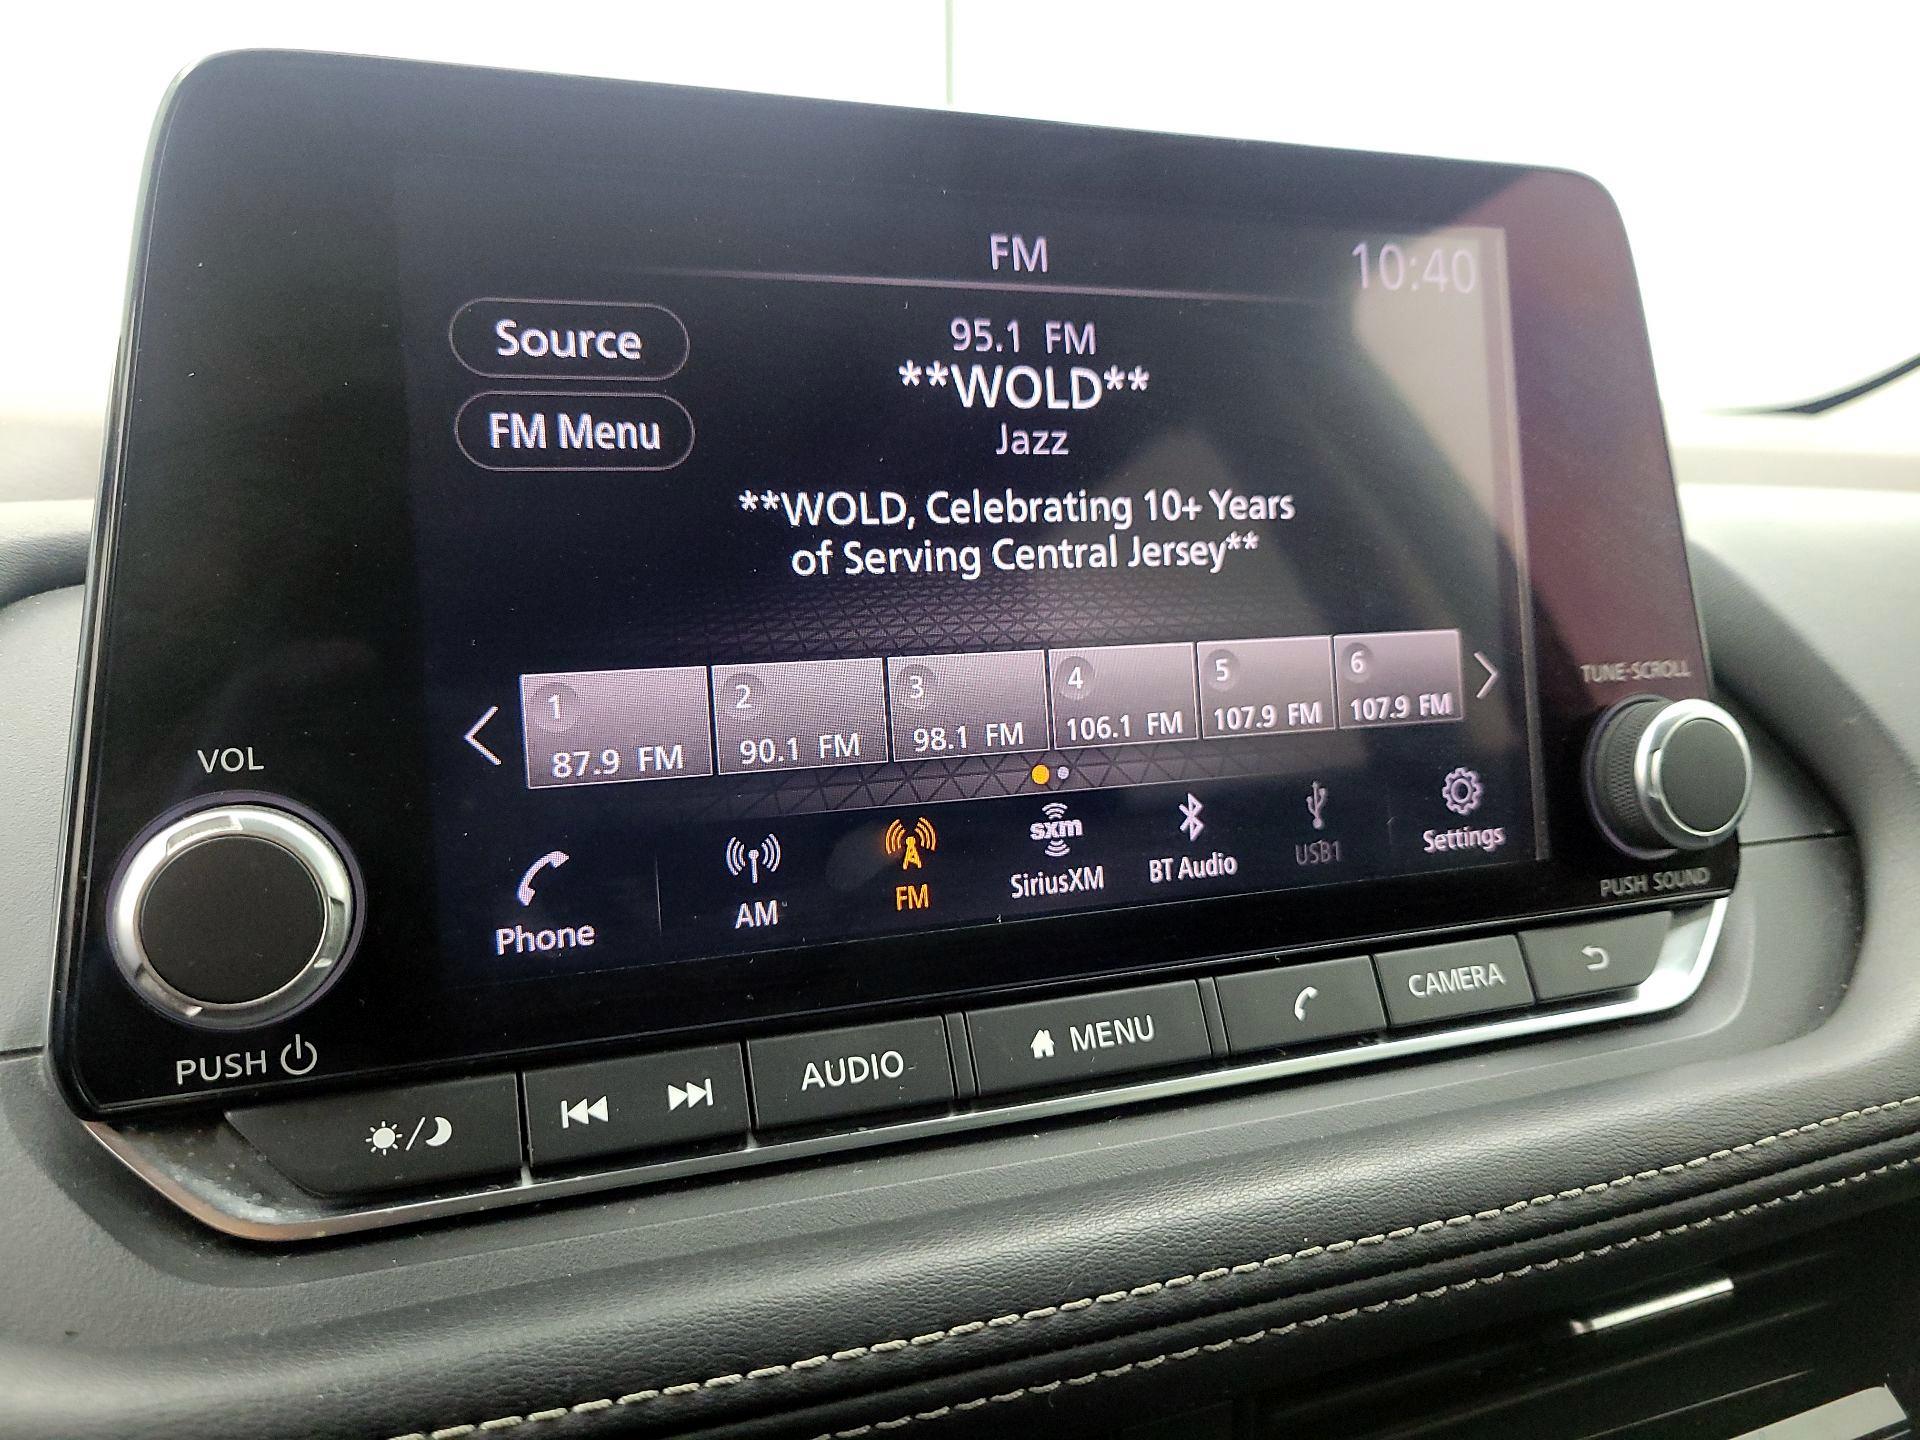 FM
10:40
Source
95.1 FM
**WOLD**
FM Menu
Jazz
**WOLD, Celebrating 10+ Years
of Serving Central Jersey**
1
87.9 FM
2
90.1 FM
3
98.1 FM
4
106.1 FM
5
107.9 FM
6
107.9 FM
TUNE·SCROLL
VOL
Phone
AM
FM
sxm
SiriusXM
BT Audio
USB1
Settings
PUSH SOUND
PUSH
AUDIO
MENU
CAMERA